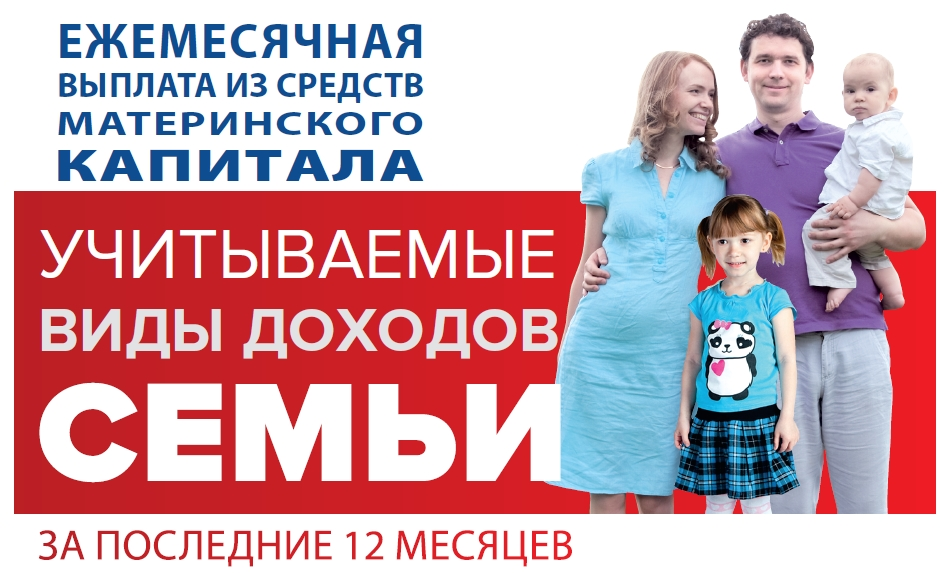 ЕЖЕМЕСЯЧНАЯ
ВЫПЛАТА ИЗ СРЕДСТВ
МАТЕРИНСКОГО
КАПИТАЛА
УЧИТЫВАЕМЫЕ
ВИДЫ ДОХОДОВ
СЕМЬИ
ЗА ПОСЛЕДНИЕ 12 МЕСЯЦЕВ